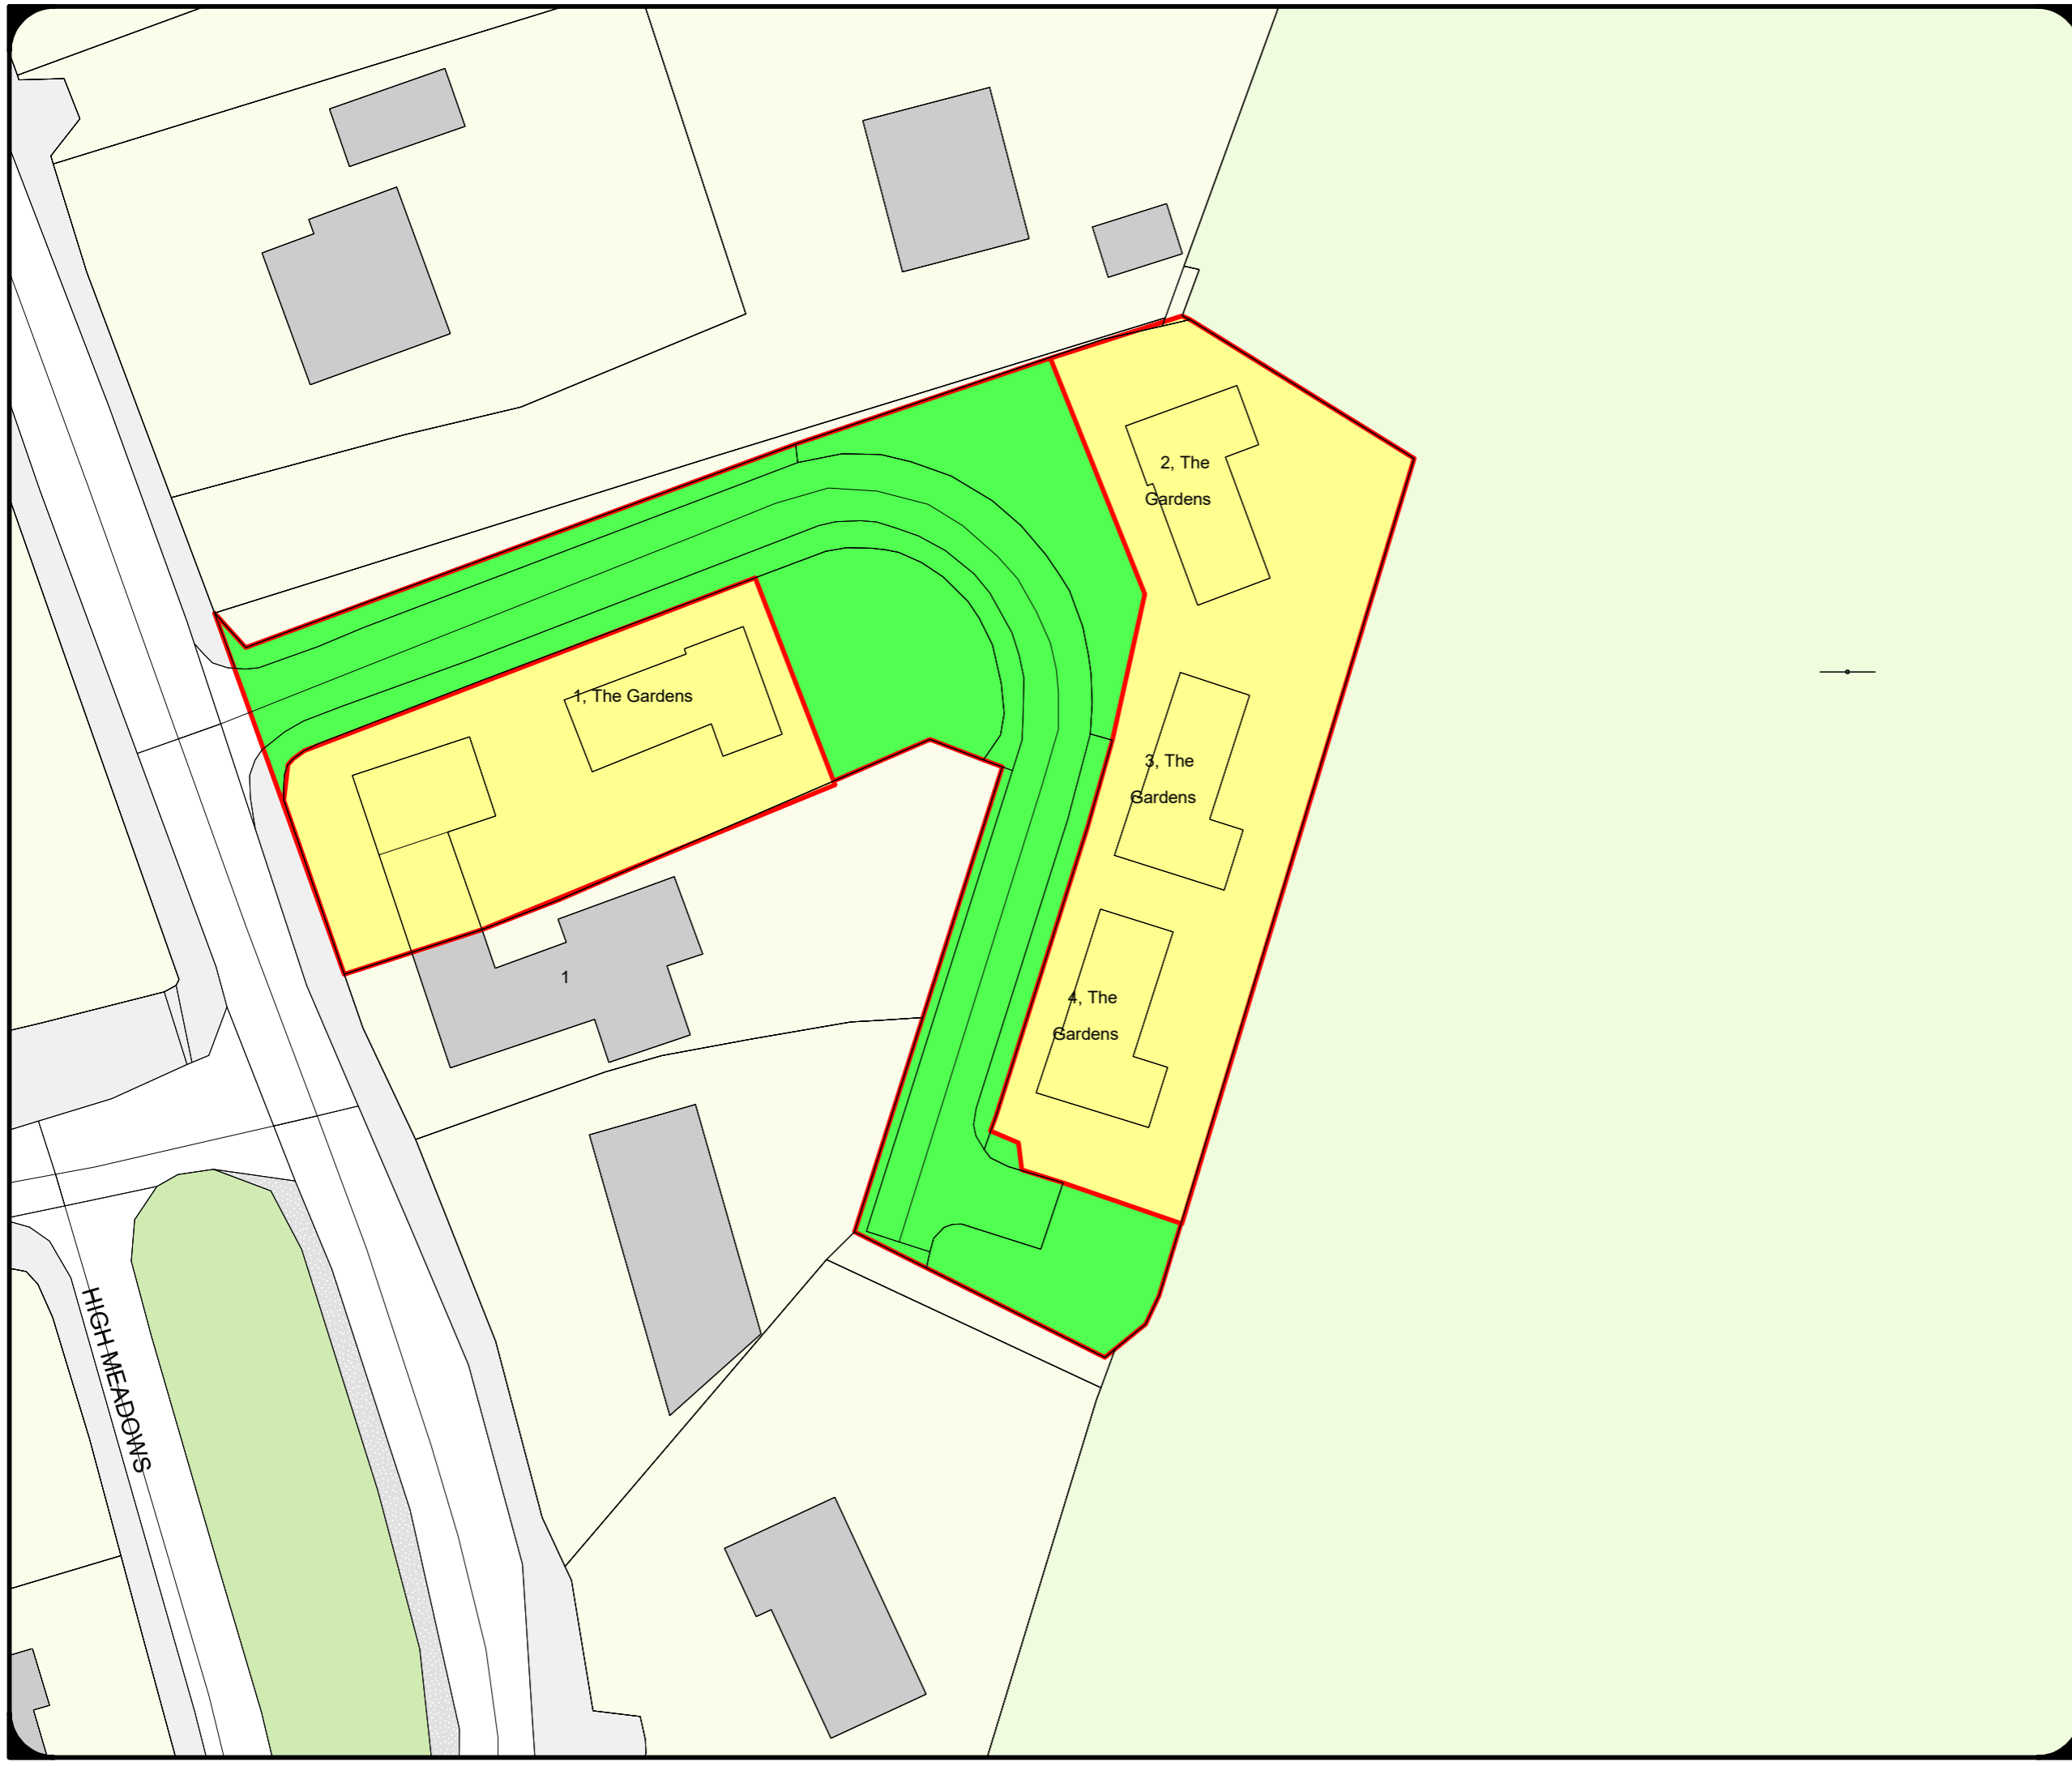 2, The
Gardens
1, The Gardens
3, The
Gardens
1
4, The
Gardens
HIGH MEADOWS